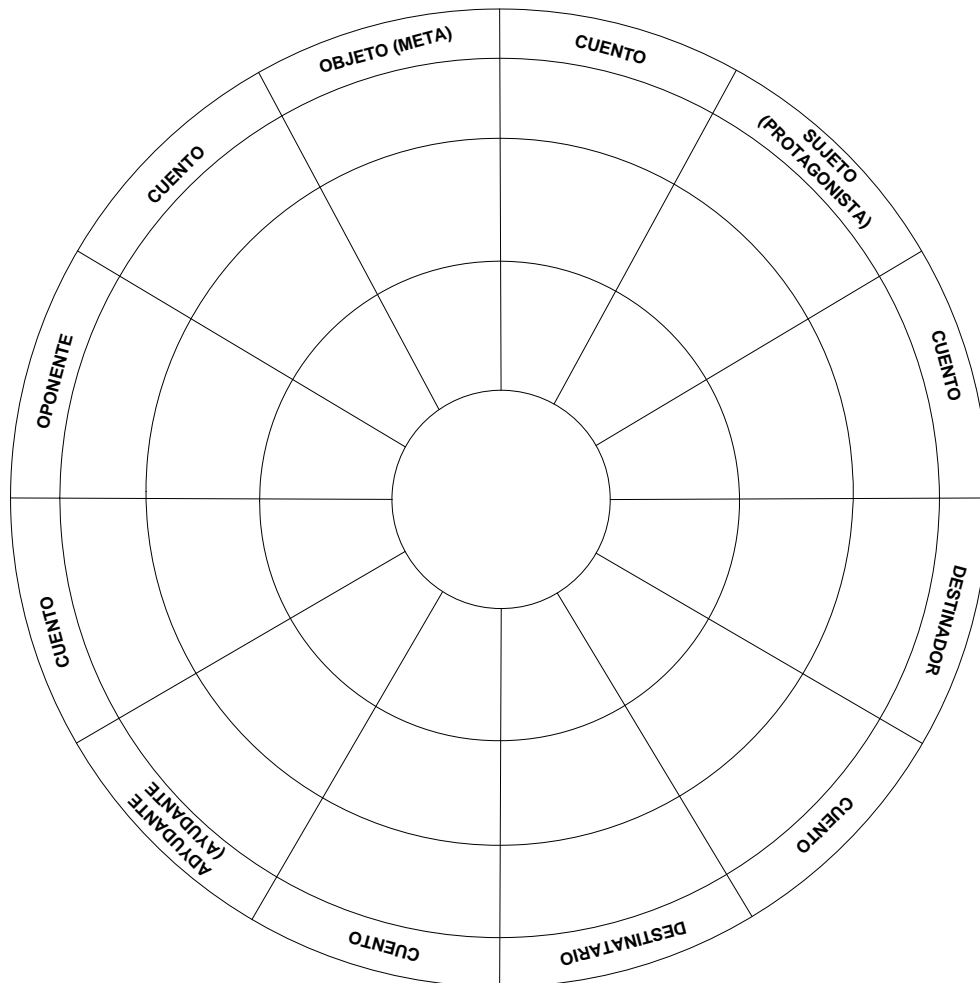 OBJETO (META)
CUENTO
SUJETO
(PROTAGONISTA)
CUENTO
DESTINADOR
CUENTO
DESTINATARIO
CUENTO
ADYUDANTE
(AYUDANTE
CUENTO
OPONENTE
CUENTO